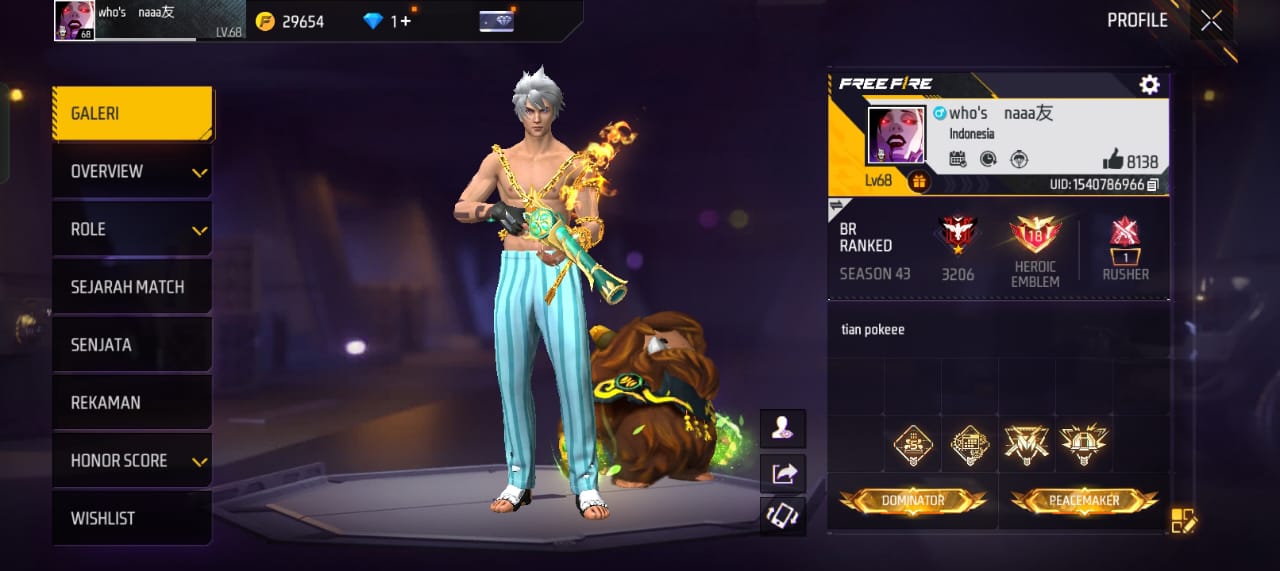 who's naaa友
68
LV.68
29654
1+
PROFILE
GALERI
OVERVIEW
ROLE
SEJARAH MATCH
SENJATA
REKAMAN
HONOR SCORE
WISHLIST
FREE FIRE
who's naaa友
Indonesia
8138
Lv68
UID:1540786966
BR
RANKED
SEASON 43
3206
18
HEROIC
EMBLEM
1
RUSHER
tian pokeee
DOMINATOR
PEACEMAKER